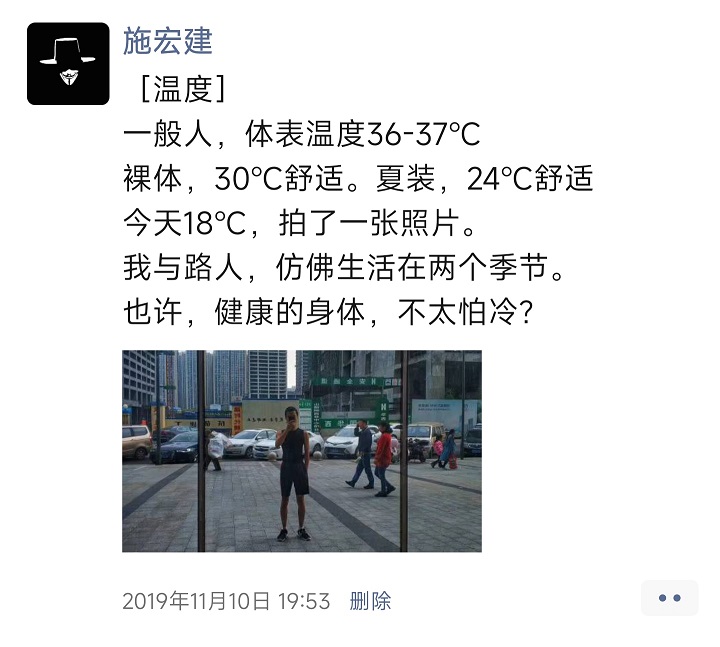 施宏建
［温度］
一般人，体表温度36-37℃
裸体，30℃舒适。夏装，24℃舒适
今天18℃，拍了一张照片。
我与路人，仿佛生活在两个季节。
也许，健康的身体，不太怕冷？
2019年11月10日 19:53 删除